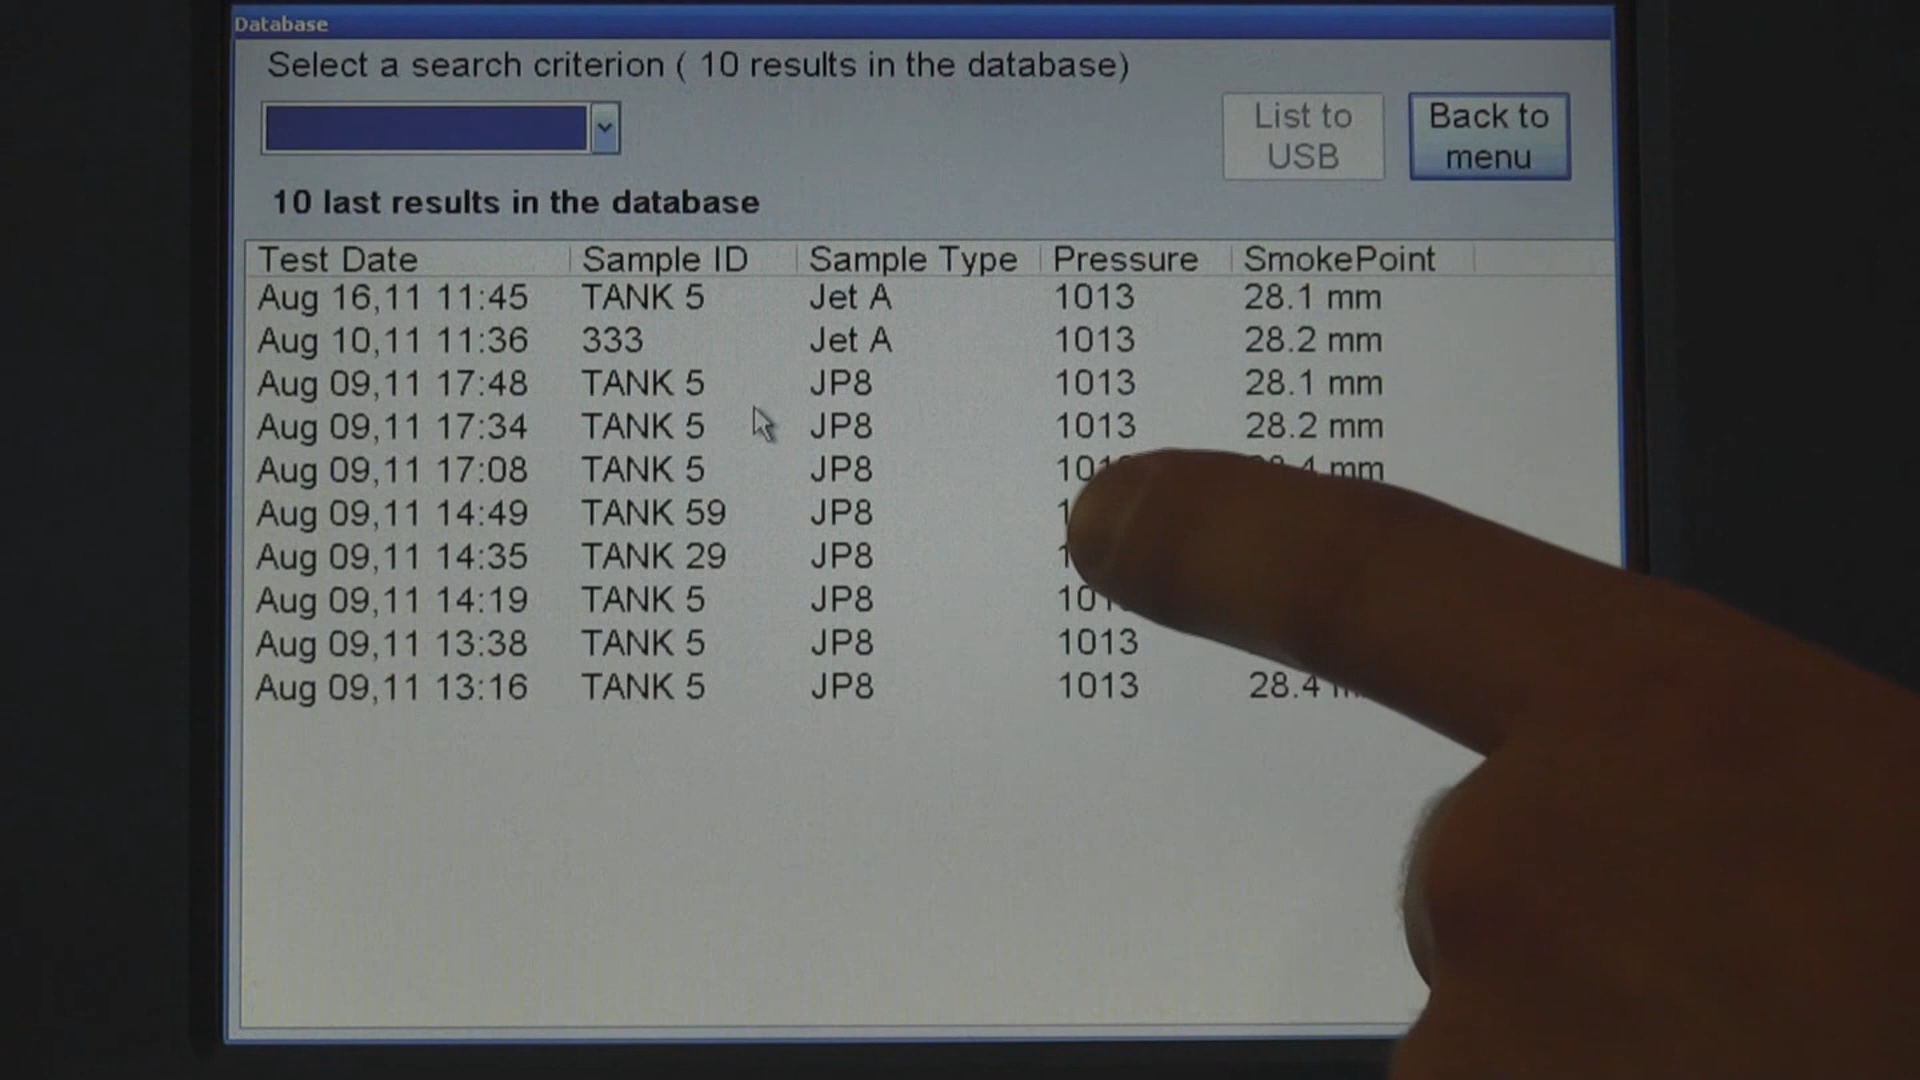 Database
Select a search criterion ( 10 results in the database)
List to
USB
Back to
menu
10 last results in the database
Test Date Sample ID Sample Type Pressure SmokePoint
Aug 16,11 11:45 TANK 5 Jet A 1013 28.1 mm
Aug 10,11 11:36 333 Jet A 1013 28.2 mm
Aug 09,11 17:48 TANK 5 JP8 1013 28.1 mm
Aug 09,11 17:34 TANK 5 JP8 1013 28.2 mm
Aug 09,11 17:08 TANK 5 JP8 mm
Aug 09,11 14:49 TANK 59 JP8
Aug 09,11 14:35 TANK 29 JP8
Aug 09,11 14:19 TANK 5 JP8
Aug 09,11 13:38 TANK 5 JP8 1013
Aug 09,11 13:16 TANK 5 JP8 1013 28.4